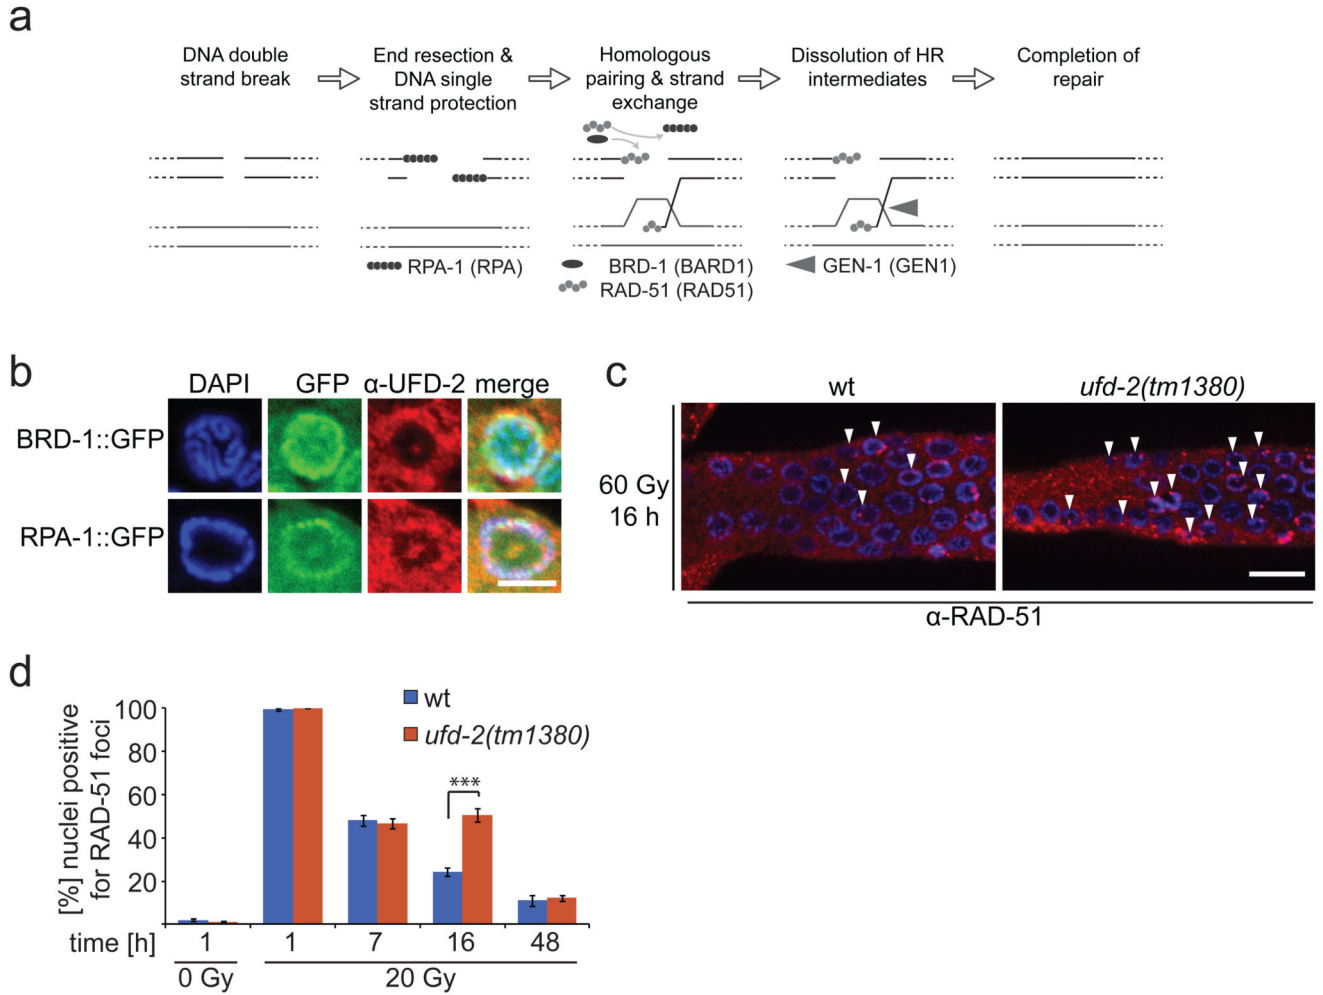 a
DNA double
strand break
End resection &
DNA single
strand protection
Homologous
pairing & strand
exchange
Dissolution of HR
intermediates
Completion of
repair
RPA-1 (RPA)
BRD-1 (BARD1)
RAD-51 (RAD51)
GEN-1 (GEN1)
b
DAPI GFP α-UFD-2 merge
BRD-1::GFP
RPA-1::GFP
c
wt ufd-2(tm1380)
60 Gy
16 h
α-RAD-51
d
[%] nuclei positive
for RAD-51 foci
100
80
60
40
20
wt
ufd-2(tm1380)
***
time [h] 1 1 7 16 48
0 Gy 20 Gy